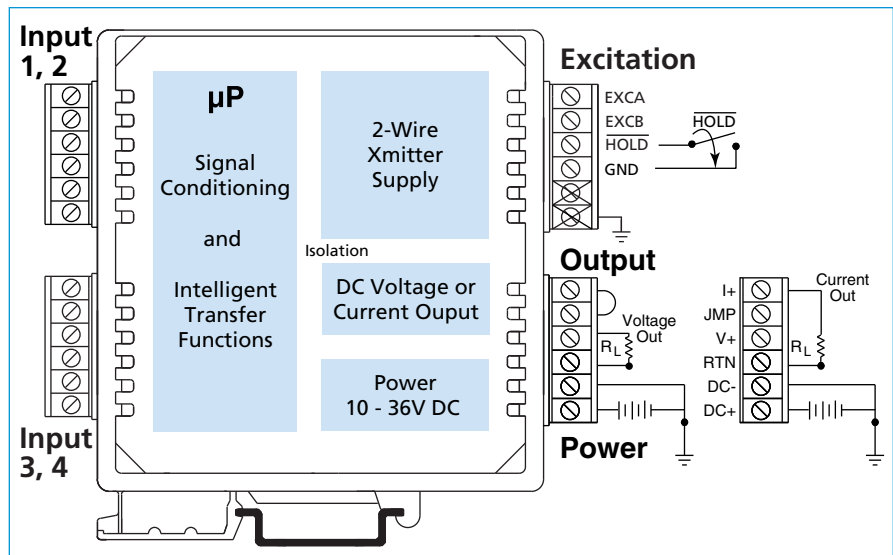 Input
1, 2
µP
Signal
Conditioning
and
Intelligent
Transfer
Functions
2-Wire
Xmitter
Supply
Isolation
DC Voltage or
Current Ouput
Power
10 - 36V DC
Input
3, 4
Excitation
EXCA
EXCB
HOLD
GND
HOLD
Output
Voltage
Out
RL
Power
I+
JMP
V+
RTN
DC-
DC+
Current
Out
RL